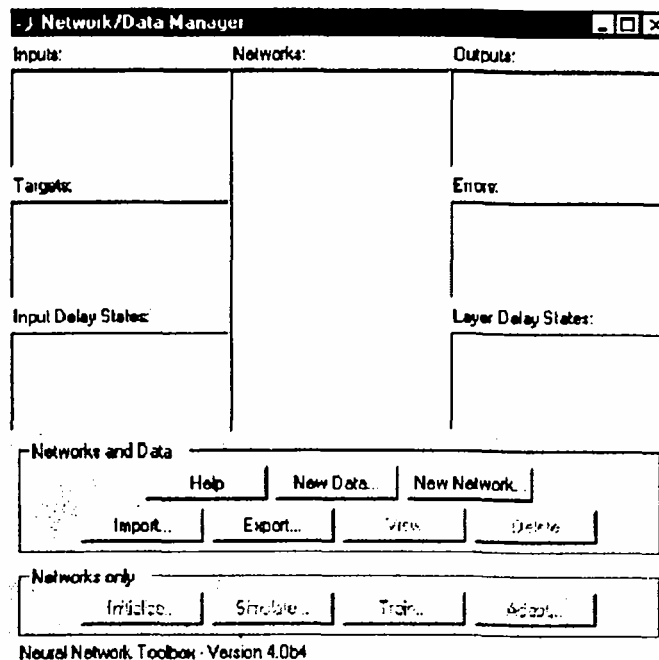 Network/Data Manager
Inputs: Networks: Outputs:
Targets: Errors:
Input Delay States: Layer Delay States:
Networks and Data
Help New Data... New Network...
Import... Export... View Delete
Networks only
Initialize... Simulate... Train... Adapt...
Neural Network Toolbox - Version 4.0b4